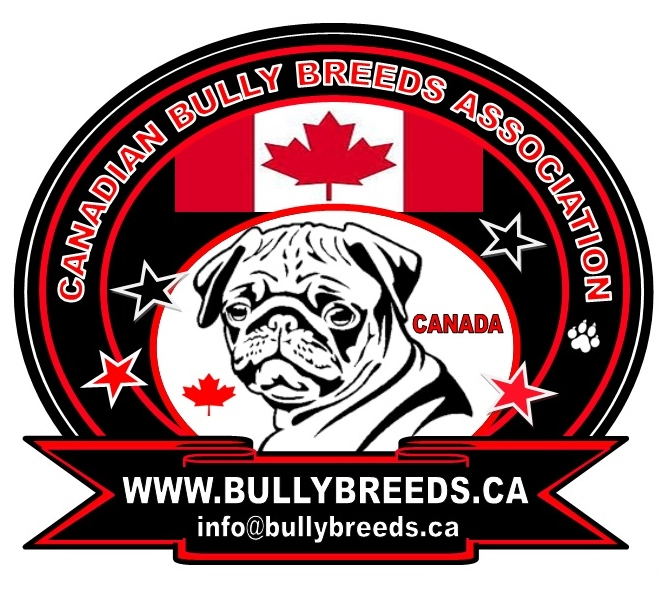 CANADIAN BULLY BREEDS ASSOCIATION
CANADA
WWW.BULLYBREEDS.CA
info@bullybreeds.ca